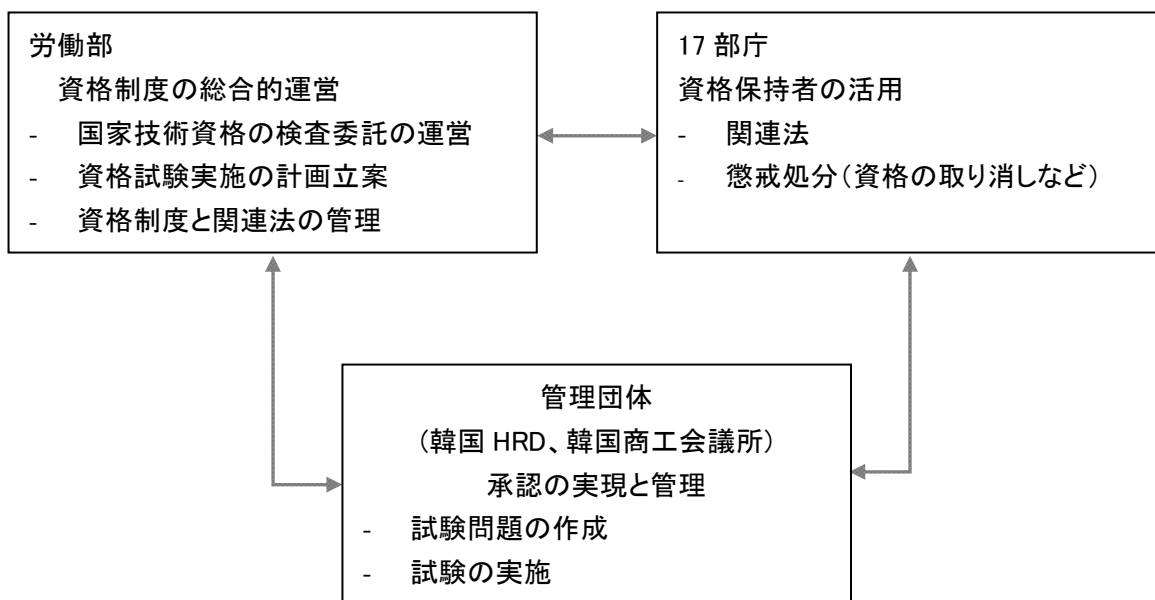 労働部
資格制度の総合的運営
- 国家技術資格の検査委託の運営
- 資格試験実施の計画立案
- 資格制度と関連法の管理
17 部庁
資格保持者の活用
- 関連法
- 懲戒処分（資格の取り消しなど）
管理団体
（韓国 HRD、韓国商工会議所）
承認の実現と管理
- 試験問題の作成
- 試験の実施